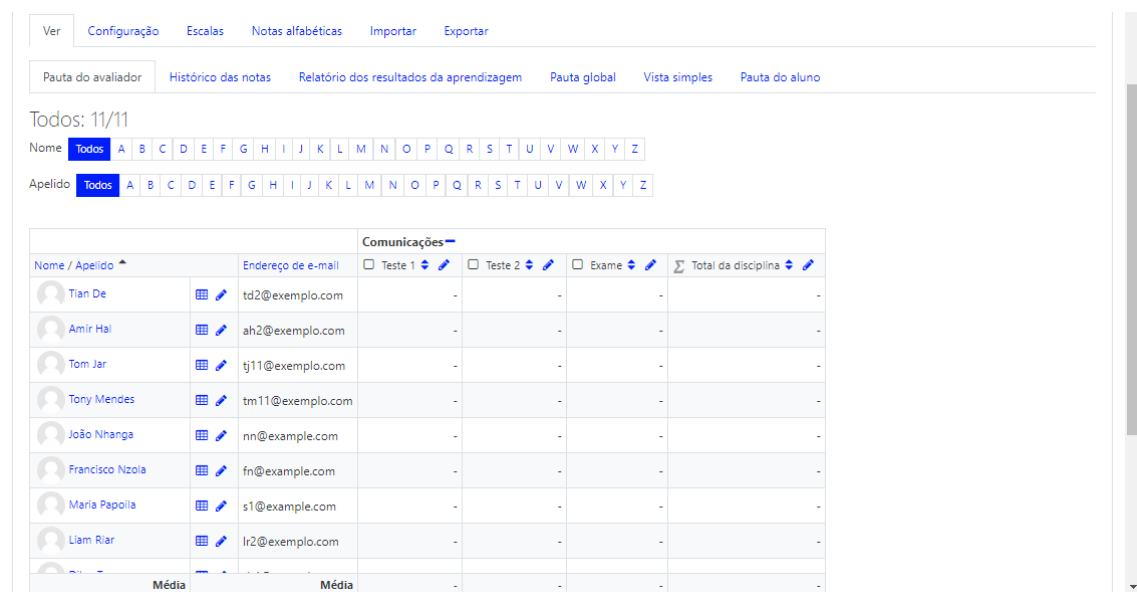 Ver Configuração Escalas Notas alfabéticas Importar Exportar
Pauta do avaliador Histórico das notas Relatório dos resultados da aprendizagem Pauta global Vista simples Pauta do aluno
Todos: 11/11
Nome Todos A B C D E F G H I J K L M N O P Q R S T U V W X Y Z
Apelido Todos A B C D E F G H I J K L M N O P Q R S T U V W X Y Z
Comunicações
Nome / Apelido Endereço de e-mail Teste 1 Teste 2 Exame ∑ Total da disciplina
Tian De td2@exemplo.com - - - -
Amir Hal ah2@exemplo.com - - - -
Tom Jar tj11@exemplo.com - - - -
Tony Mendes tm11@exemplo.com - - - -
João Nhanga nn@example.com - - - -
Francisco Nzola fn@example.com - - - -
Maria Papoila s1@example.com - - - -
Liam Riar lr2@exemplo.com - - - -
Média Média - - - -